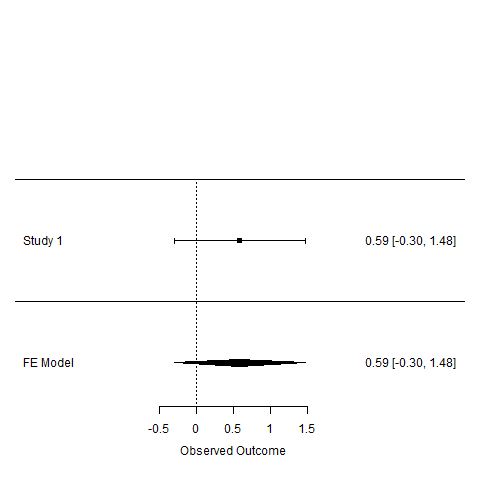 Study 1 0.59 [-0.30, 1.48]
FE Model 0.59 [-0.30, 1.48]
-0.5 0 0.5 1 1.5
Observed Outcome